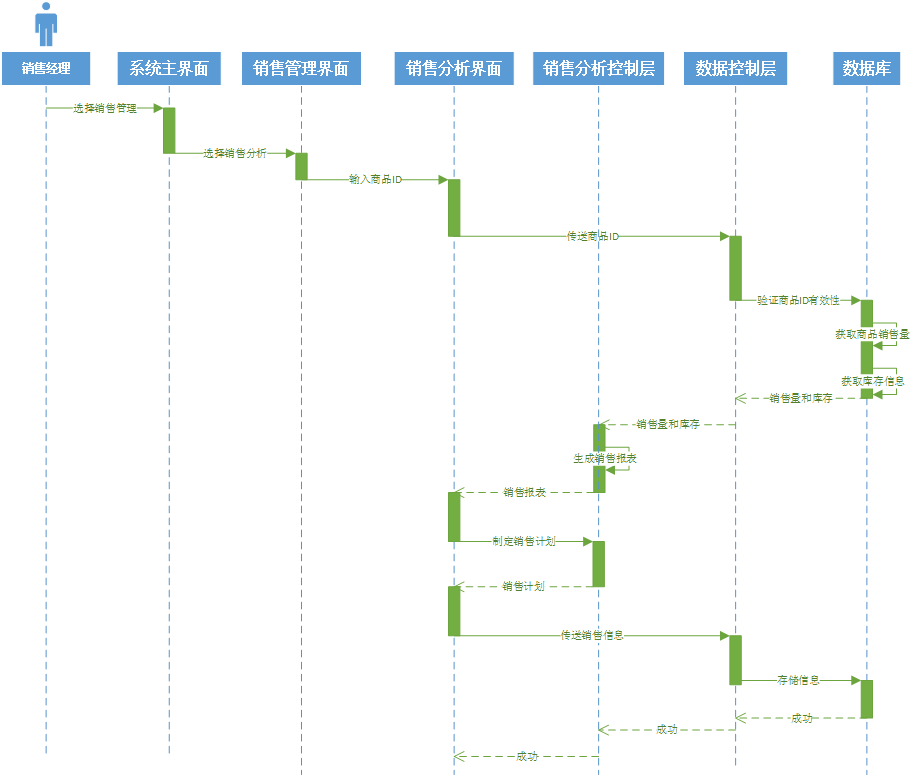 销售经理
系统主界面
销售管理界面
销售分析界面
销售分析控制层
数据控制层
数据库
选择销售管理
选择销售分析
输入商品ID
传送商品ID
验证商品ID有效性
获取商品销售量
获取库存信息
销售量和库存
销售量和库存
生成销售报表
销售报表
制定销售计划
销售计划
传送销售信息
存储信息
成功
成功
成功